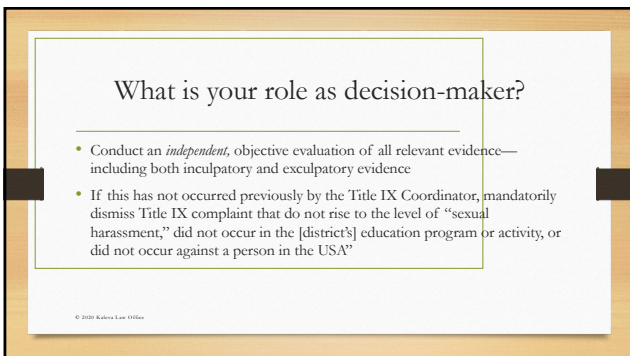 What is your role as decision-maker?
• Conduct an independent, objective evaluation of all relevant evidence—
including both inculpatory and exculpatory evidence
• If this has not occurred previously by the Title IX Coordinator, mandatorily
dismiss Title IX complaint that do not rise to the level of “sexual
harassment,” did not occur in the [district’s] education program or activity, or
did not occur against a person in the USA”
© 2020 Kaleva Law Office